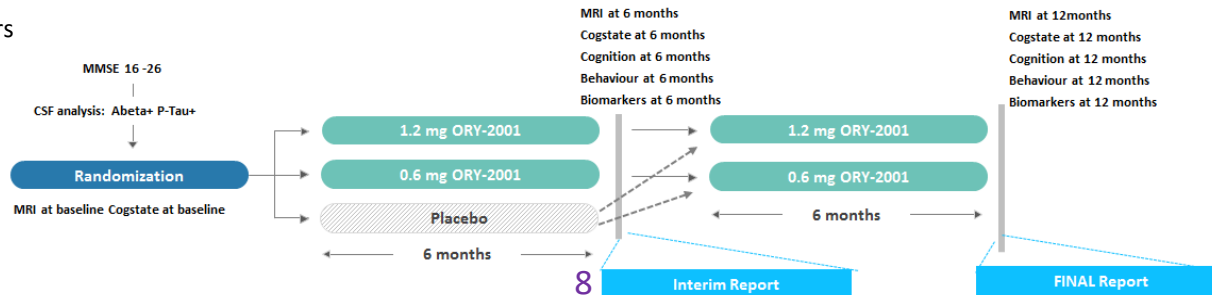 rs
MMSE 16 -26
CSF analysis: Abeta+ P-Tau+
Randomization
MRI at baseline Cogstate at baseline
1.2 mg ORY-2001
0.6 mg ORY-2001
Placebo
6 months
MRI at 6 months
Cogstate at 6 months
Cognition at 6 months
Behaviour at 6 months
Biomarkers at 6 months
8
Interim Report
1.2 mg ORY-2001
0.6 mg ORY-2001
6 months
MRI at 12months
Cogstate at 12 months
Cognition at 12 months
Behaviour at 12 months
Biomarkers at 12 months
FINAL Report